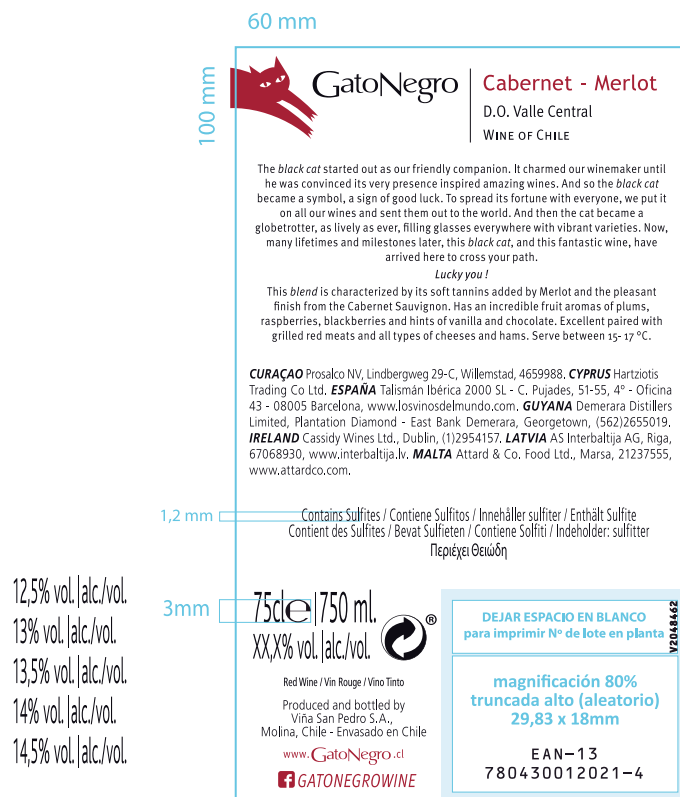 60 mm
100 mm
GatoNegro
Cabernet - Merlot
D.O. Valle Central
WINE OF CHILE
The black cat started out as our friendly companion. It charmed our winemaker until
he was convinced its very presence inspired amazing wines. And so the black cat
became a symbol, a sign of good luck. To spread its fortune with everyone, we put it
on all our wines and sent them out to the world. And then the cat became a
globetrotter, as lively as ever, filling glasses everywhere with vibrant varieties. Now,
many lifetimes and milestones later, this black cat, and this fantastic wine, have
arrived here to cross your path.
Lucky you !
This blend is characterized by its soft tannins added by Merlot and the pleasant
finish from the Cabernet Sauvignon. Has an incredible fruit aromas of plums,
raspberries, blackberries and hints of vanilla and chocolate. Excellent paired with
grilled red meats and all types of cheeses and hams. Serve between 15- 17 °C.
CURAÇAO Prosalco NV, Lindbergweg 29-C, Willemstad, 4659988. CYPRUS Hartziotis
Trading Co Ltd. ESPAÑA Talismán Ibérica 2000 SL - C. Pujades, 51-55, 4° - Oficina
43 - 08005 Barcelona, www.losvinosdelmundo.com. GUYANA Demerara Distillers
Limited, Plantation Diamond - East Bank Demerara, Georgetown, (562)2655019.
IRELAND Cassidy Wines Ltd., Dublin, (1)2954157. LATVIA AS Interbaltija AG, Riga,
67068930, www.interbaltija.lv. MALTA Attard & Co. Food Ltd., Marsa, 21237555,
www.attardco.com.
1,2 mm
Contains Sulfites / Contiene Sulfitos / Innehåller sulfiter / Enthält Sulfite
Contient des Sulfites / Bevat Sulfieten / Contiene Solfiti / Indeholder: sulfitter
Περιέχει Θειώδη
12,5% vol.|alc./vol.
13% vol.|alc./vol.
13,5% vol.|alc./vol.
14% vol.|alc./vol.
14,5% vol.|alc./vol.
3mm
75cl e|750 ml.
XX,X% vol.|alc./vol.
®
Red Wine / Vin Rouge / Vino Tinto
Produced and bottled by
Viña San Pedro S.A.,
Molina, Chile - Envasado en Chile
www.GatoNegro.cl
f GATONEGROWINE
DEJAR ESPACIO EN BLANCO
para imprimir Nº de lote en planta
V2048462
magnificación 80%
truncada alto (aleatorio)
29,83 x 18mm
EAN-13
780430012021-4